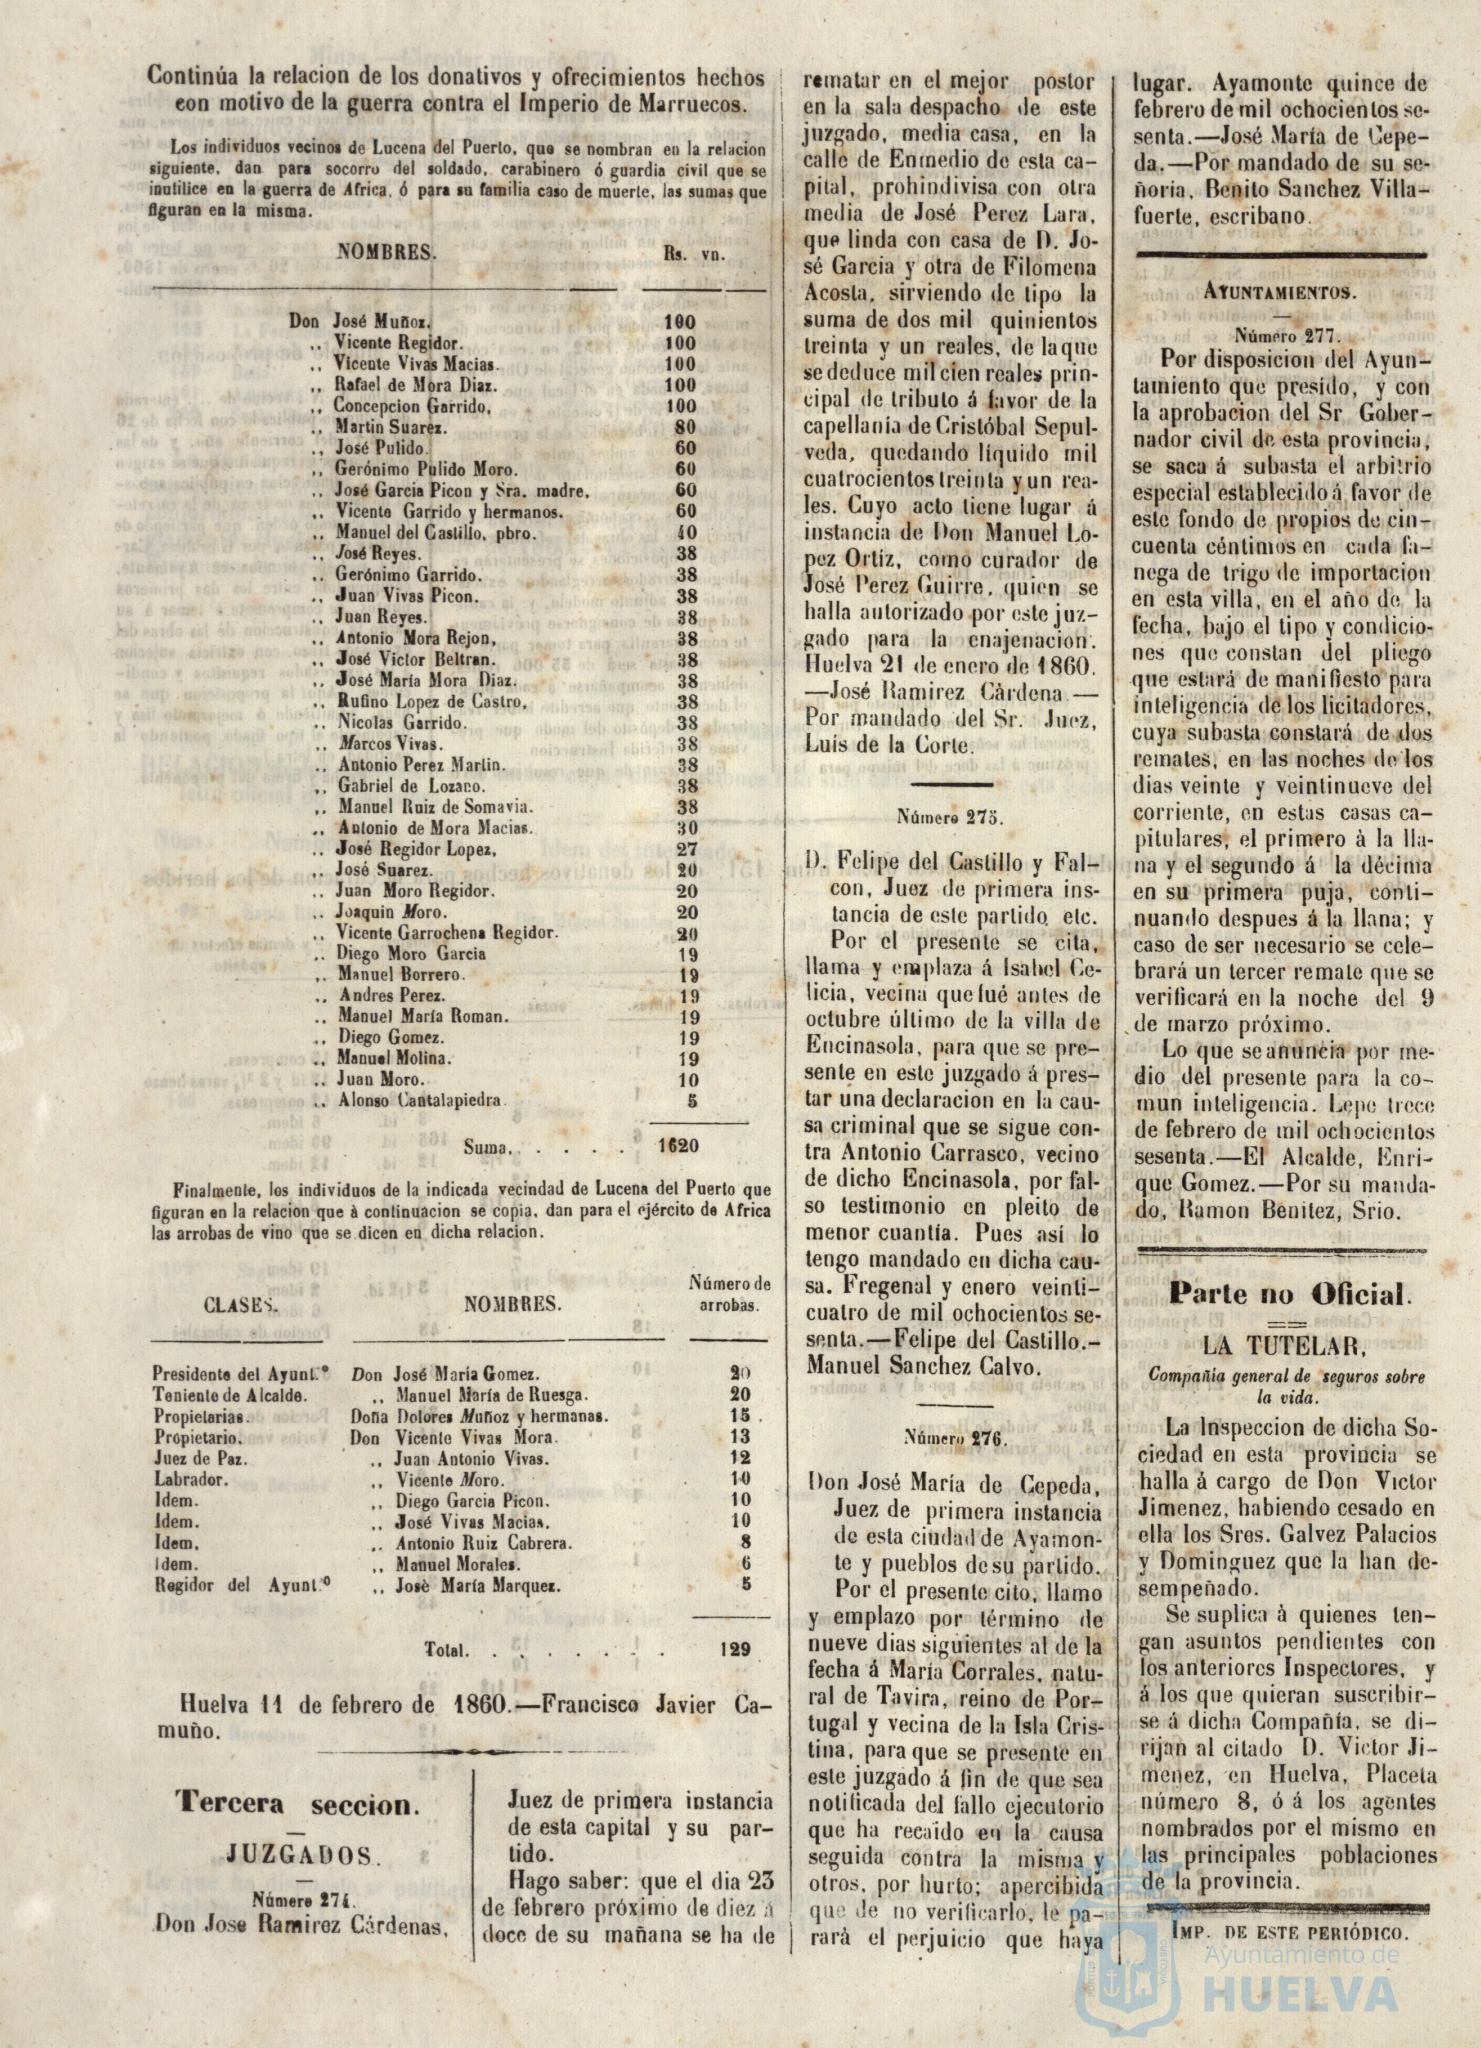 Continúa la relacion de los donativos y ofrecimientos hechos
con motivo de la guerra contra el Imperio de Marruecos.
Los individuos vecinos de Lucena del Puerto, que se nombran en la relacion
siguiente, dan para socorro del soldado, carabinero ó guardia civil que se
inutilice en la guerra de Africa, ó para su familia caso de muerte, las sumas que
figuran en la misma.
NOMBRES. Rs. vn.
Don José Muñoz. 100
,, Vicente Regidor. 100
,, Vicente Vivas Macias. 100
,, Rafael de Mora Diaz. 100
,, Concepcion Garrido. 100
,, Martin Suarez. 80
,, José Pulido. 60
,, Gerónimo Pulido Moro. 60
,, José Garcia Picon y Sra. madre. 60
,, Vicente Garrido y hermanos. 60
,, Manuel del Castillo, pbro. 40
,, José Reyes. 38
,, Gerónimo Garrido. 38
,, Juan Vivas Picon. 38
,, Juan Reyes. 38
,, Antonio Mora Rejon, 38
,, José Victor Beltran. 38
,, José María Mora Diaz. 38
,, Rufino Lopez de Castro, 38
,, Nicolas Garrido. 38
,, Marcos Vivas. 38
,, Antonio Perez Martin. 38
,, Gabriel de Lozano. 38
,, Manuel Ruiz de Somavia. 38
,, Antonio de Mora Macias. 30
,, José Regidor Lopez, 27
,, José Suarez. 20
,, Juan Moro Regidor. 20
,, Joaquin Moro. 20
,, Vicente Garrochena Regidor. 20
,, Diego Moro Garcia 19
,, Manuel Borrero. 19
,, Andres Perez. 19
,, Manuel María Roman. 19
,, Diego Gomez. 19
,, Manuel Molina. 19
,, Juan Moro. 10
,, Alonso Cantalapiedra. 5
Suma. . . . . 1620
Finalmente, los individuos de la indicada vecindad de Lucena del Puerto que
figuran en la relacion que à continuacion se copia, dan para el ejército de Africa
las arrobas de vino que se dicen en dicha relacion.
CLASES. NOMBRES. Número de
arrobas.
Presidente del Ayunt.º Don José María Gomez. 20
Teniente de Alcalde. ,, Manuel María de Ruesga. 20
Propietarias. Doña Dolores Muñoz y hermanas. 15
Propietario. Don Vicente Vivas Mora. 13
Juez de Paz. ,, Juan Antonio Vivas. 12
Labrador. ,, Vicente Moro. 10
Idem. ,, Diego Garcia Picon. 10
Idem. ,, José Vivas Macias. 10
Idem. ,, Antonio Ruiz Cabrera. 8
Idem. ,, Manuel Morales. 6
Regidor del Ayunt.º ,, Josè María Marquez. 5
Total. . . . . . . . 129
Huelva 11 de febrero de 1860.—Francisco Javier Ca-
muño.
Tercera seccion.
JUZGADOS.
Número 274.
Don Jose Ramirez Cárdenas,
Juez de primera instancia
de esta capital y su par-
tido.
Hago saber: que el dia 23
de febrero próximo de diez á
doce de su mañana se ha de
rematar en el mejor postor
en la sala despacho de este
juzgado, media casa, en la
calle de Enmedio de esta ca-
pital, prohindivisa con otra
media de José Perez Lara,
que linda con casa de D. Jo-
sé Garcia y otra de Filomena
Acosta, sirviendo de tipo la
suma de dos mil quinientos
treinta y un reales, de la que
se deduce mil cien reales prin-
cipal de tributo á favor de la
capellanía de Cristóbal Sepul-
veda, quedando líquido mil
cuatrocientos treinta y un rea-
les. Cuyo acto tiene lugar á
instancia de Don Manuel Lo-
pez Ortiz, como curador de
José Perez Guirre, quien se
halla autorizado por este juz-
gado para la enajenacion.
Huelva 21 de enero de 1860.
—José Ramirez Cárdena.—
Por mandado del Sr. Juez,
Luis de la Corte.
Número 275.
D. Felipe del Castillo y Fal-
con, Juez de primera ins-
tancia de este partido, etc.
Por el presente se cita,
llama y emplaza á Isabel Ce-
licia, vecina que fué antes de
octubre último de la villa de
Encinasola, para que se pre-
sente en este juzgado á pres-
tar una declaracion en la cau-
sa criminal que se sigue con-
tra Antonio Carrasco, vecino
de dicho Encinasola, por fal-
so testimonio en pleito de
menor cuantía. Pues así lo
tengo mandado en dicha cau-
sa. Fregenal y enero veinti-
cuatro de mil ochocientos se-
senta.—Felipe del Castillo.-
Manuel Sanchez Calvo.
Número 276.
Don José María de Cepeda,
Juez de primera instancia
de esta ciudad de Ayamon-
te y pueblos de su partido.
Por el presente cito, llamo
y emplazo por término de
nueve dias siguientes al de la
fecha á María Corrales, natu-
ral de Tavira, reino de Por-
tugal y vecina de la Isla Cris-
tina, para que se presente en
este juzgado á fin de que sea
notificada del fallo ejecutorio
que ha recaido en la causa
seguida contra la misma y
otros, por hurto; apercibida
que de no verificarlo, le pa-
rará el perjuicio que haya
lugar. Ayamonte quince de
febrero de mil ochocientos se-
senta.—José María de Cepe-
da.—Por mandado de su se-
ñoria, Benito Sanchez Villa-
fuerte, escribano.
AYUNTAMIENTOS.
Número 277.
Por disposicion del Ayun-
tamiento que presido, y con
la aprobacion del Sr. Gober-
nador civil de esta provincia,
se saca á subasta el arbitrio
especial establecido á favor de
este fondo de propios de cin-
cuenta céntimos en cada fa-
nega de trigo de importacion
en esta villa, en el año de la
fecha, bajo el tipo y condicio-
nes que constan del pliego
que estará de manifiesto para
inteligencia de los licitadores,
cuya subasta constará de dos
remates, en las noches de los
dias veinte y veintinueve del
corriente, en estas casas ca-
pitulares, el primero à la lla-
na y el segundo á la décima
en su primera puja, conti-
nuando despues á la llana; y
caso de ser necesario se cele-
brará un tercer remate que se
verificará en la noche del 9
de marzo próximo.
Lo que se anuncia por me-
dio del presente para la co-
mun inteligencia. Lepe trece
de febrero de mil ochocientos
sesenta.—El Alcalde, Enri-
que Gomez.—Por su manda-
do, Ramon Benitez, Srio.
Parte no Oficial.
LA TUTELAR,
Compañia general de seguros sobre
la vida.
La Inspeccion de dicha So-
ciedad en esta provincia se
halla á cargo de Don Victor
Jimenez, habiendo cesado en
ella los Sres. Galvez Palacios
y Dominguez que la han de-
sempeñado.
Se suplica à quienes ten-
gan asuntos pendientes con
los anteriores Inspectores, y
á los que quieran suscribir-
se á dicha Compañía, se di-
rijan al citado D. Victor Ji-
menez, en Huelva, Placeta
número 8, ó á los agentes
nombrados por el mismo en
las principales poblaciones
de la provincia.
IMP. DE ESTE PERIÓDICO.
Ayuntamiento de
HUELVA